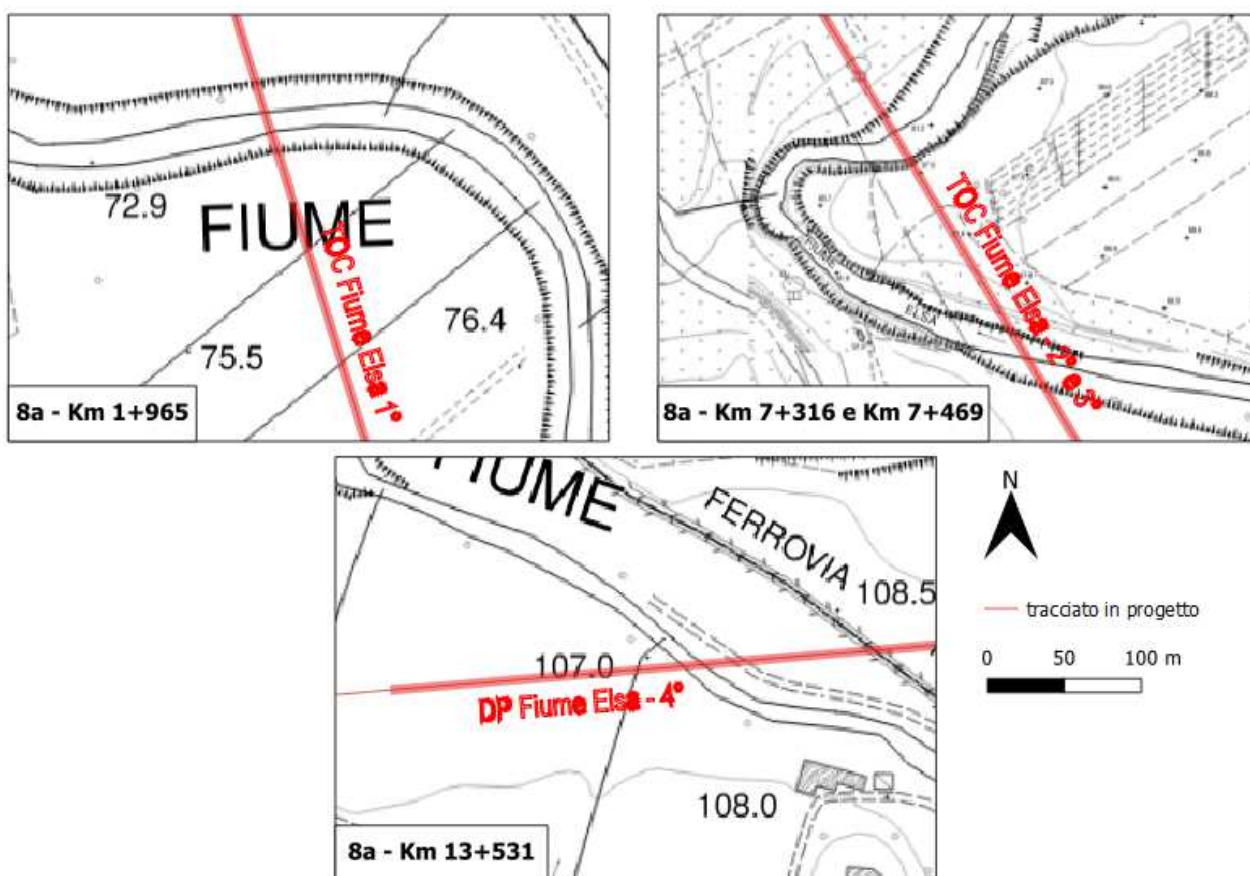 72.9
FIUME
TOC Fiume Elsa 1°
76.4
75.5
8a - Km 1+965
TOC Fiume Elsa - 2° e 3°
FIUME
ELSA
8a - Km 7+316 e Km 7+469
FIUME
FERROVIA
108.5
107.0
DP Fiume Elsa - 4°
108.0
8a - Km 13+531
N
tracciato in progetto
0 50 100 m